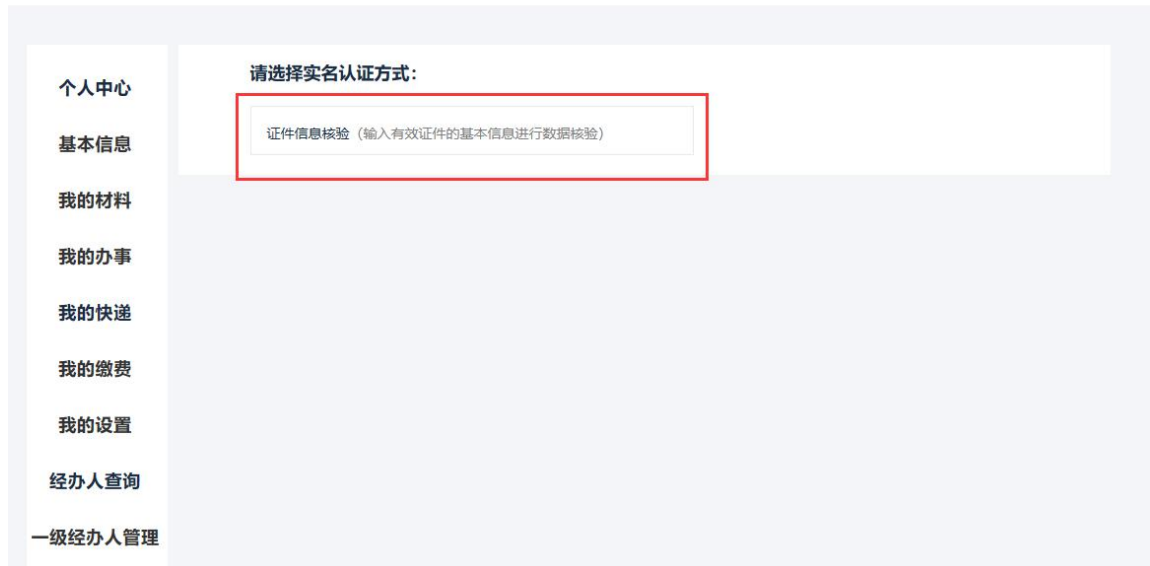 个人中心
基本信息
我的材料
我的办事
我的快递
我的缴费
我的设置
经办人查询
一级经办人管理
请选择实名认证方式：
证件信息核验（输入有效证件的基本信息进行数据核验）